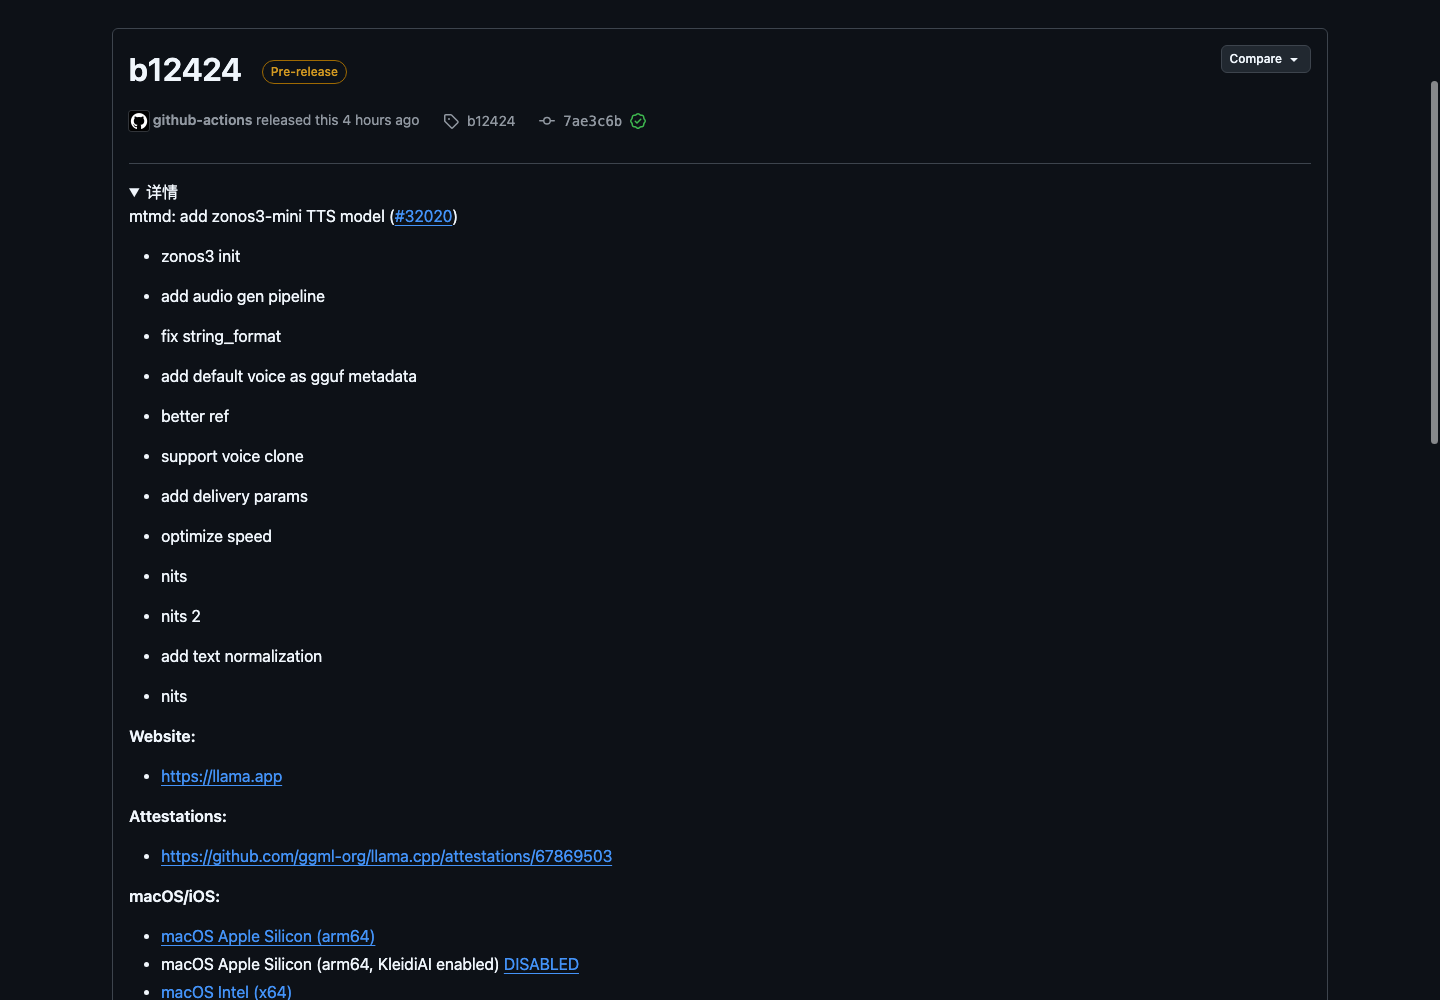 b12424 Pre-release
Compare
github-actions released this 4 hours ago b12424 7ae3c6b
详情
mtmd: add zonos3-mini TTS model (#32020)
zonos3 init
add audio gen pipeline
fix string_format
add default voice as gguf metadata
better ref
support voice clone
add delivery params
optimize speed
nits
nits 2
add text normalization
nits
Website:
https://llama.app
Attestations:
https://github.com/ggml-org/llama.cpp/attestations/67869503
macOS/iOS:
macOS Apple Silicon (arm64)
macOS Apple Silicon (arm64, KleidiAI enabled) DISABLED
macOS Intel (x64)